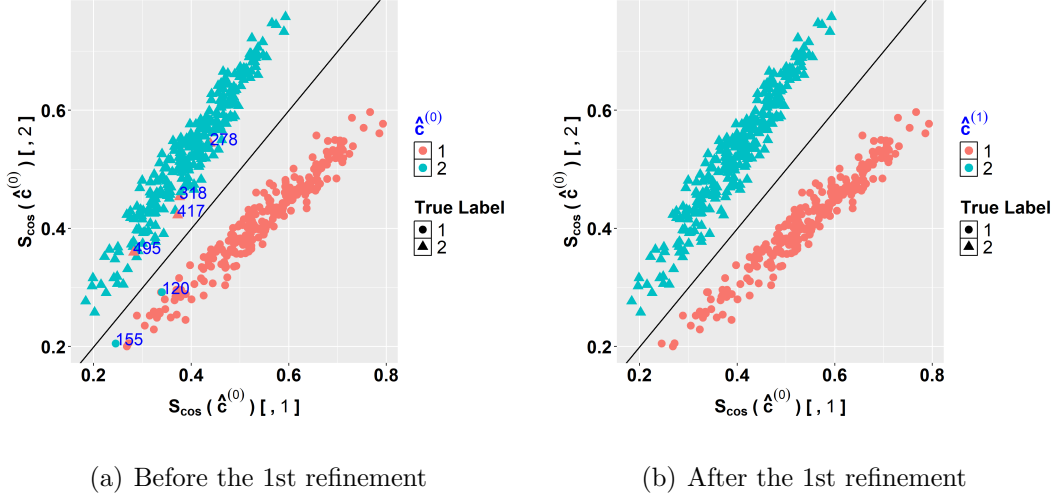 0.6
0.4
0.2
S_cos ( ĉ^(0) ) [ , 2 ]
278
318
417
495
120
155
0.2 0.4 0.6 0.8
S_cos ( ĉ^(0) ) [ , 1 ]
ĉ^(0)
1
2
True Label
1
2
(a) Before the 1st refinement
0.6
0.4
0.2
S_cos ( ĉ^(0) ) [ , 2 ]
0.2 0.4 0.6 0.8
S_cos ( ĉ^(0) ) [ , 1 ]
ĉ^(1)
1
2
True Label
1
2
(b) After the 1st refinement